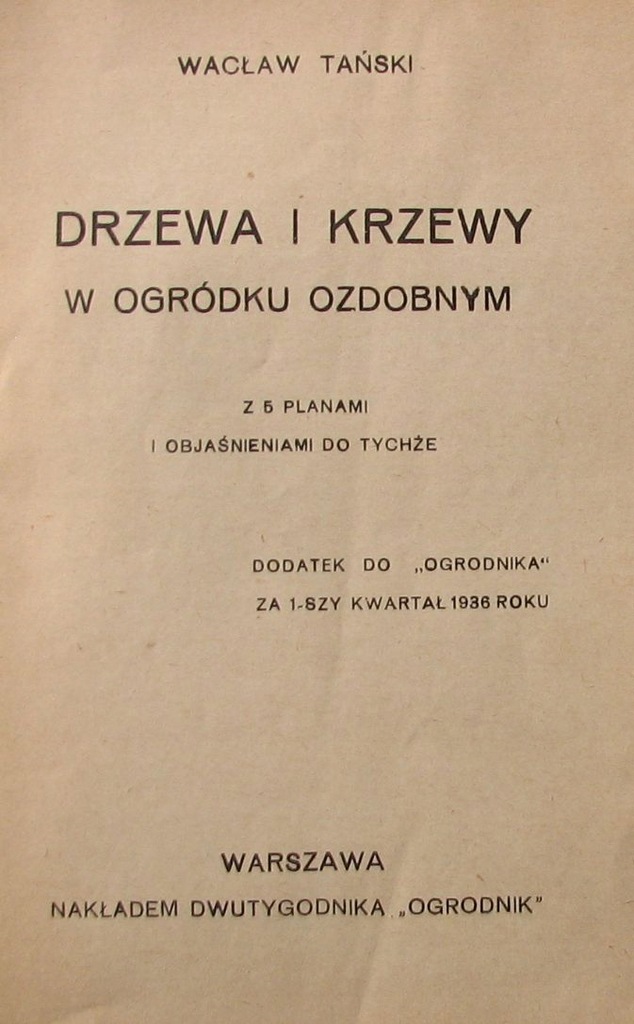 WACŁAW TAŃSKI
DRZEWA I KRZEWY
W OGRÓDKU OZDOBNYM
Z 5 PLANAMI
I OBJAŚNIENIAMI DO TYCHŻE
DODATEK DO „OGRODNIKA“
ZA 1-SZY KWARTAŁ 1936 ROKU
WARSZAWA
NAKŁADEM DWUTYGODNIKA „OGRODNIK”